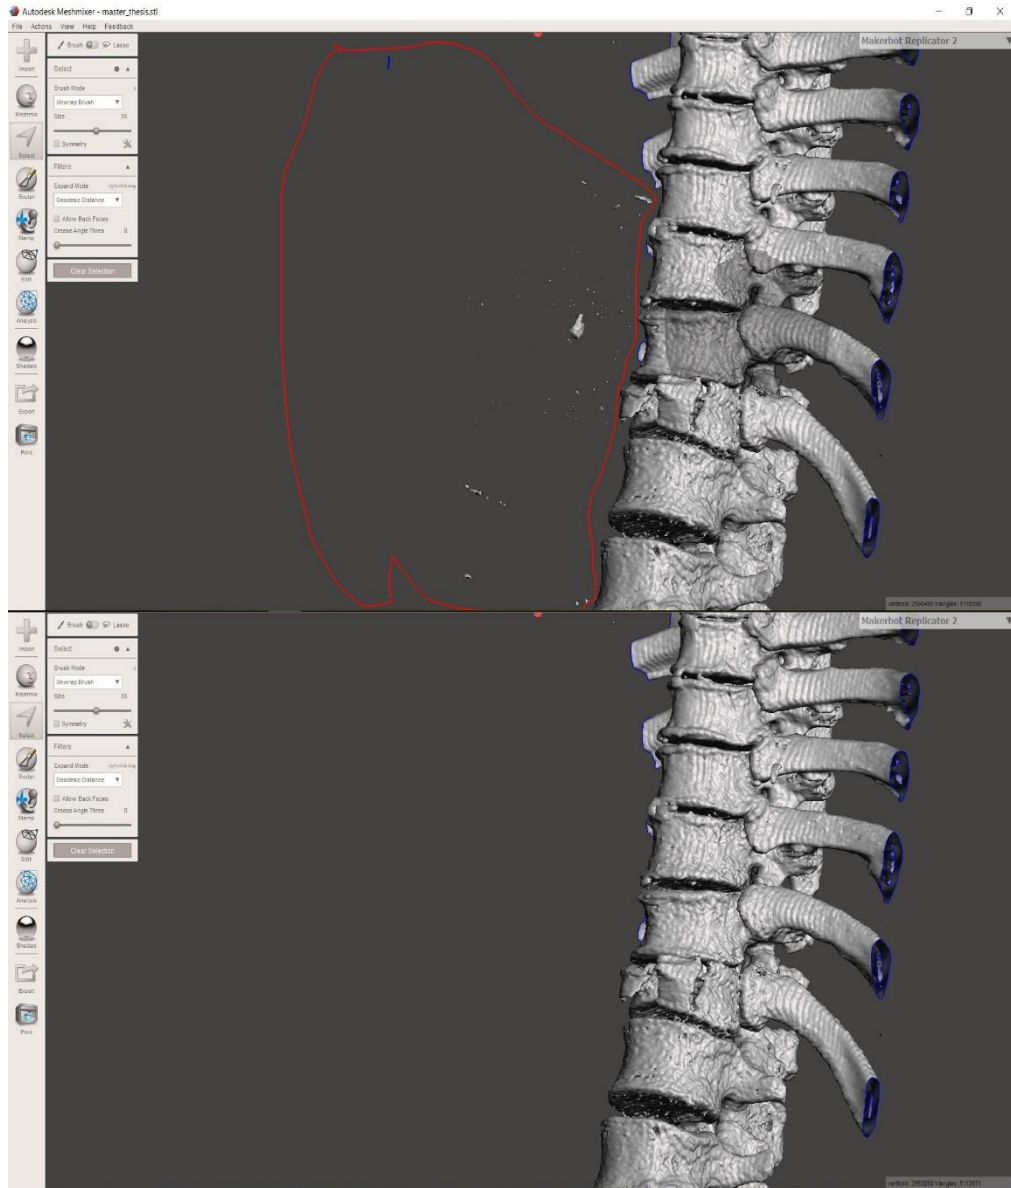 Autodesk Meshmixer - master_thesis.stl
File Actions View Help Feedback
Import
Meshmix
Select
Sculpt
Stamp
Edit
Analysis
Shaders
Export
Print
Brush Lasso
Select
Brush Mode
Unwrap Brush
Size
Symmetry
Filters
Expand Mode
Geodesic Distance
Allow Back Faces
Crease Angle Thres 0
Clear Selection
Makerbot Replicator 2
Import
Meshmix
Select
Sculpt
Stamp
Edit
Analysis
Shaders
Export
Print
Brush Lasso
Select
Brush Mode
Unwrap Brush
Size
Symmetry
Filters
Expand Mode
Geodesic Distance
Allow Back Faces
Crease Angle Thres 0
Clear Selection
Makerbot Replicator 2